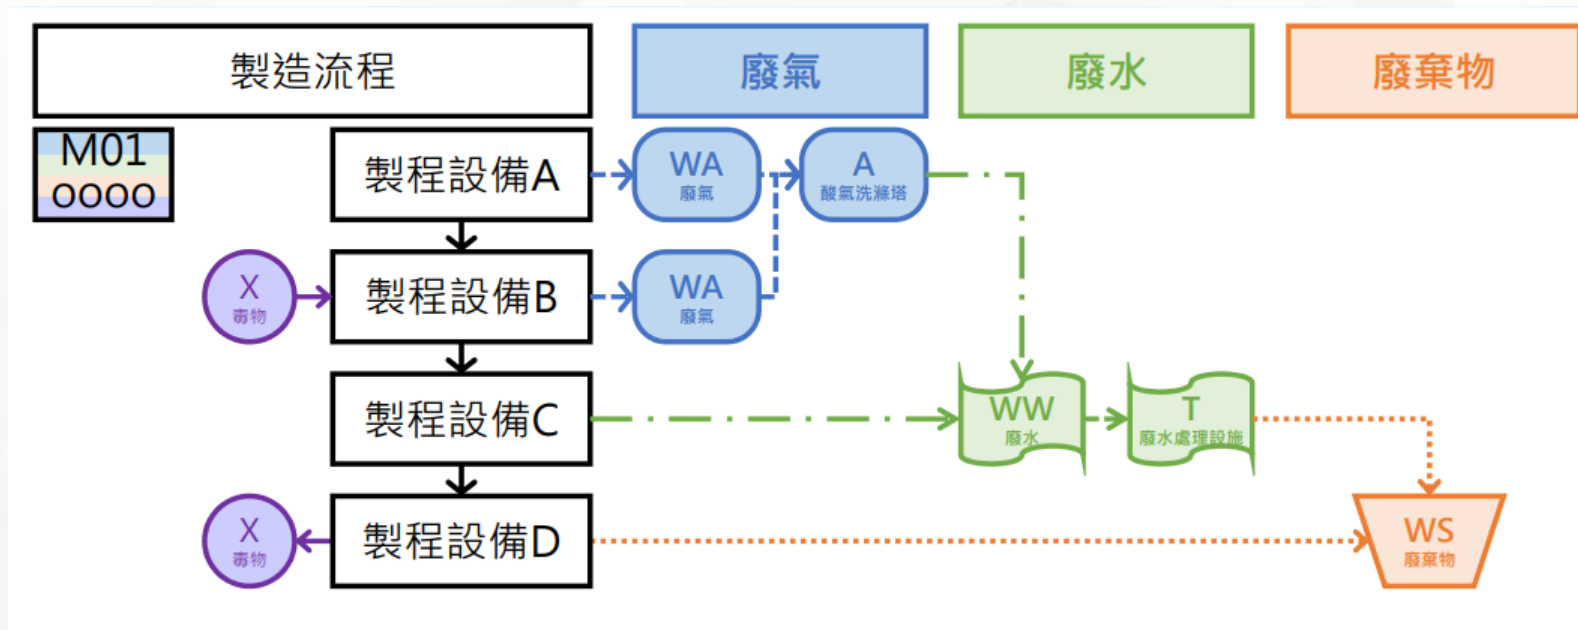 製造流程
廢氣
廢水
廢棄物
M01
OOOO
製程設備A
WA
廢氣
A
酸氣洗滌塔
X
毒物
製程設備B
WA
廢氣
製程設備C
WW
廢水
T
廢水處理設施
X
毒物
製程設備D
WS
廢棄物